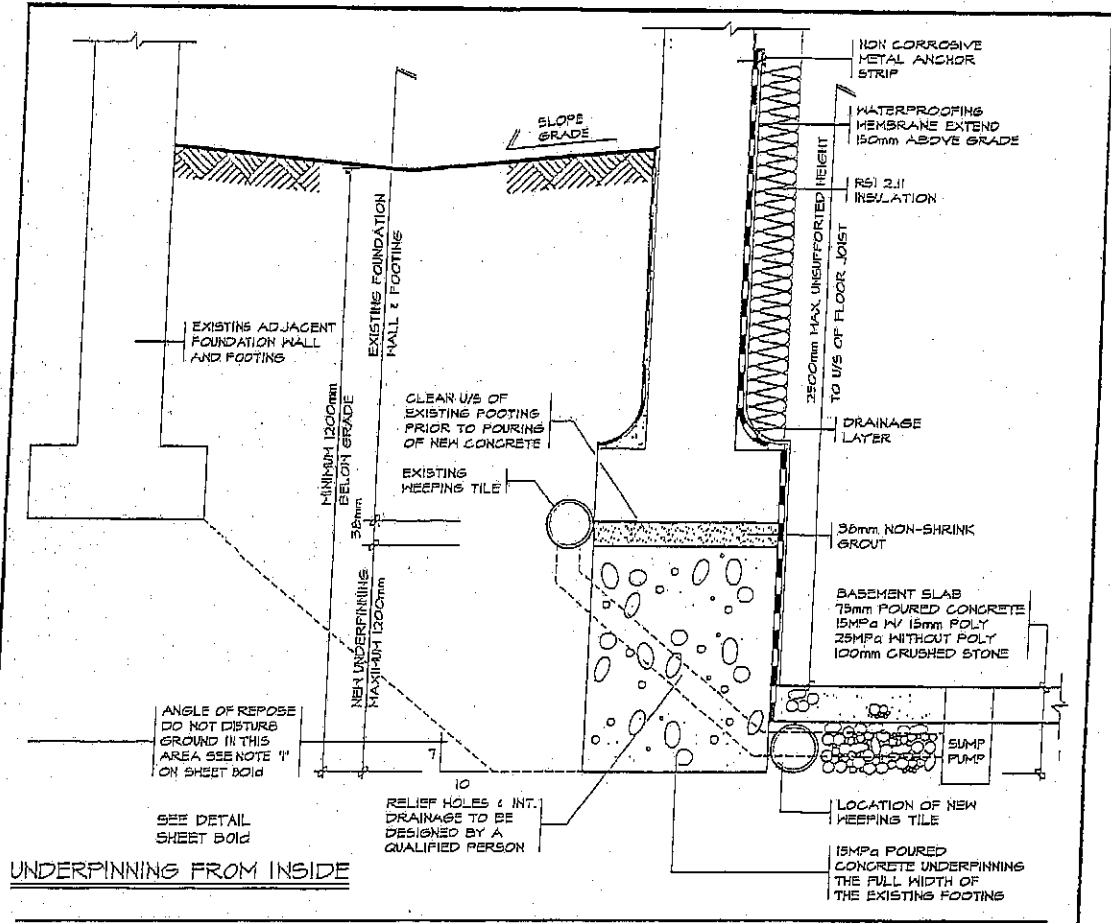 NON CORROSIVE
METAL ANCHOR
STRIP
WATERPROOFING
MEMBRANE EXTEND
150mm ABOVE GRADE
RSI 2.11
INSULATION
SLOPE
GRADE
2500mm MAX. UNSUPPORTED HEIGHT
TO U/S OF FLOOR JOIST
EXISTING FOUNDATION
WALL & FOOTING
EXISTING ADJACENT
FOUNDATION WALL
AND FOOTING
MINIMUM 1200mm
BELOW GRADE
CLEAN U/S OF
EXISTING FOOTING
PRIOR TO POURING
OF NEW CONCRETE
EXISTING
WEEPING TILE
DRAINAGE
LAYER
38mm
38mm NON-SHRINK
GROUT
NEW UNDERPINNING
MAXIMUM 1200mm
BASEMENT SLAB
75mm POURED CONCRETE
15MPa W/ 15mm POLY
25MPa WITHOUT POLY
100mm CRUSHED STONE
ANGLE OF REPOSE
DO NOT DISTURB
GROUND IN THIS
AREA SEE NOTE "1"
ON SHEET B01d
7
10
SUMP
PUMP
SEE DETAIL
SHEET B01d
RELIEF HOLES & INT.
DRAINAGE TO BE
DESIGNED BY A
QUALIFIED PERSON
LOCATION OF NEW
WEEPING TILE
15MPa POURED
CONCRETE UNDERPINNING
THE FULL WIDTH OF
THE EXISTING FOOTING
UNDERPINNING FROM INSIDE